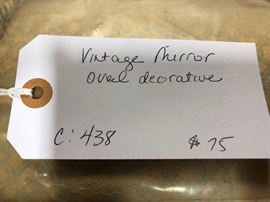 Vintage Mirror
oval decorative
C: 438 $ 75